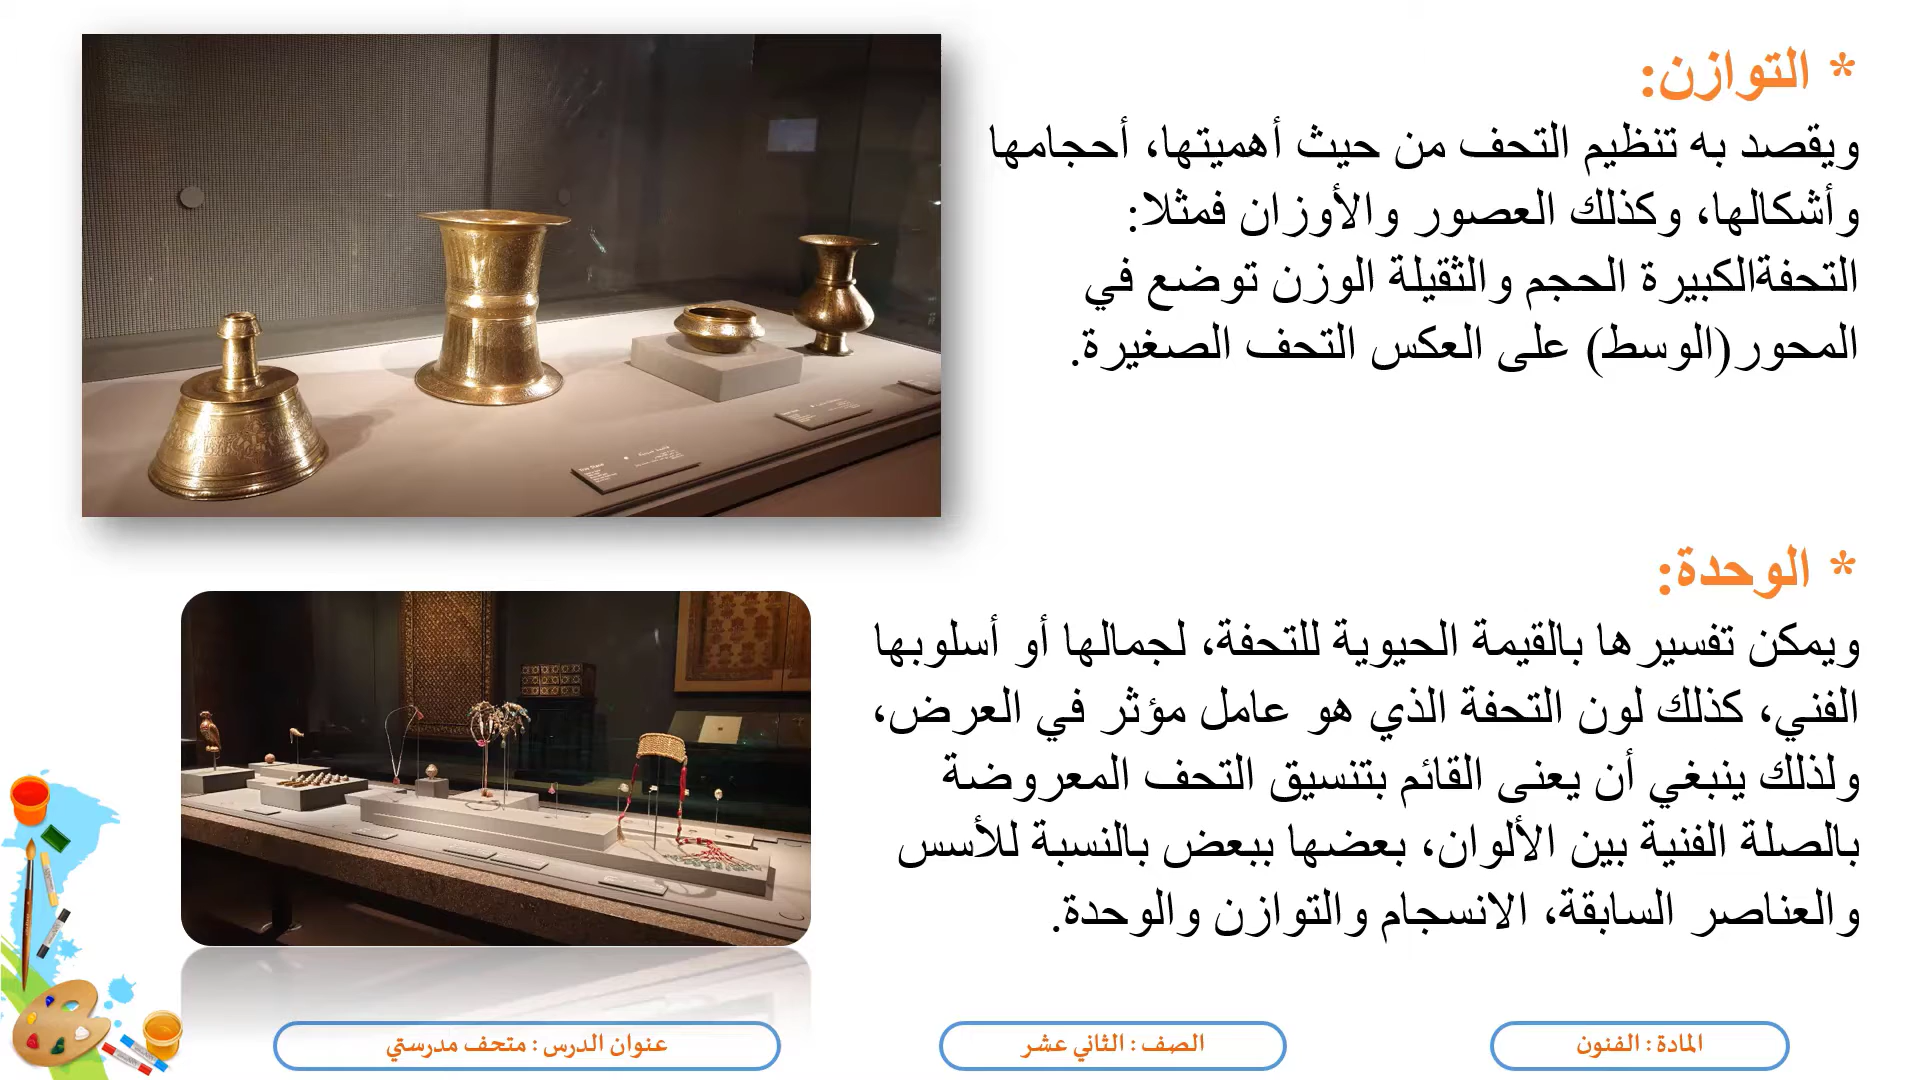 * التوازن:
ويقصد به تنظيم التحف من حيث أهميتها، أحجامها
وأشكالها، وكذلك العصور والأوزان فمثلا:
التحفةالكبيرة الحجم والثقيلة الوزن توضع في
المحور(الوسط) على العكس التحف الصغيرة.
* الوحدة:
ويمكن تفسيرها بالقيمة الحيوية للتحفة، لجمالها أو أسلوبها
الفني، كذلك لون التحفة الذي هو عامل مؤثر في العرض،
ولذلك ينبغي أن يعنى القائم بتنسيق التحف المعروضة
بالصلة الفنية بين الألوان، بعضها ببعض بالنسبة للأسس
والعناصر السابقة، الانسجام والتوازن والوحدة.
المادة : الفنون
الصف : الثاني عشر
عنوان الدرس : متحف مدرستي